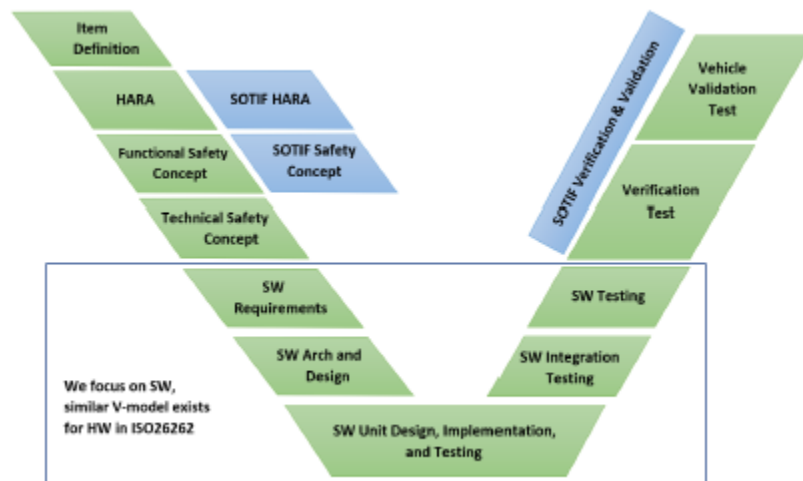 Item
Definition
HARA
SOTIF HARA
Functional Safety
Concept
SOTIF Safety
Concept
Technical Safety
Concept
SW
Requirements
SW Arch and
Design
We focus on SW,
similar V-model exists
for HW in ISO26262
SW Unit Design, Implementation,
and Testing
SW Integration
Testing
SW Testing
Verification
Test
Vehicle
Validation
Test
SOTIF Verification & Validation